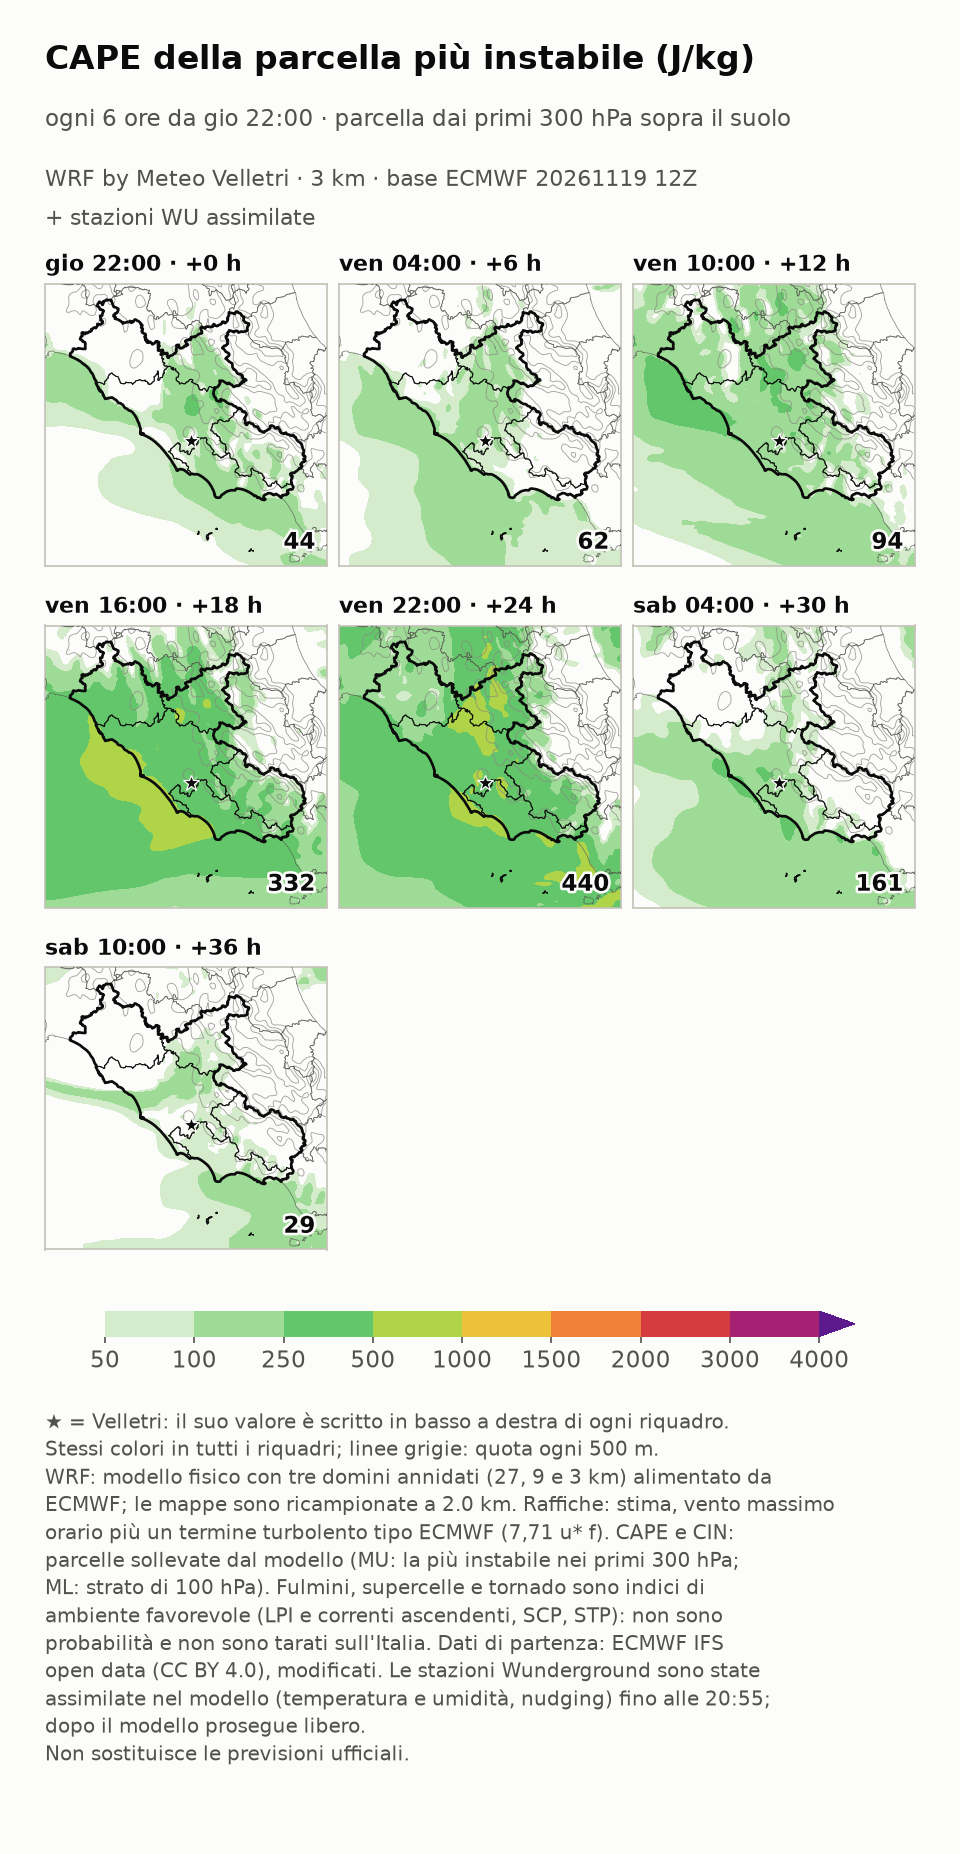 CAPE della parcella più instabile (J/kg)
ogni 6 ore da gio 22:00 · parcella dai primi 300 hPa sopra il suolo
WRF by Meteo Velletri · 3 km · base ECMWF 20261119 12Z
+ stazioni WU assimilate
gio 22:00 · +0 h
ven 04:00 · +6 h
ven 10:00 · +12 h
44
62
94
ven 16:00 · +18 h
ven 22:00 · +24 h
sab 04:00 · +30 h
332
440
161
sab 10:00 · +36 h
29
50 100 250 500 1000 1500 2000 3000 4000
★ = Velletri: il suo valore è scritto in basso a destra di ogni riquadro.
Stessi colori in tutti i riquadri; linee grigie: quota ogni 500 m.
WRF: modello fisico con tre domini annidati (27, 9 e 3 km) alimentato da
ECMWF; le mappe sono ricampionate a 2.0 km. Raffiche: stima, vento massimo
orario più un termine turbolento tipo ECMWF (7,71 u* f). CAPE e CIN:
parcelle sollevate dal modello (MU: la più instabile nei primi 300 hPa;
ML: strato di 100 hPa). Fulmini, supercelle e tornado sono indici di
ambiente favorevole (LPI e correnti ascendenti, SCP, STP): non sono
probabilità e non sono tarati sull'Italia. Dati di partenza: ECMWF IFS
open data (CC BY 4.0), modificati. Le stazioni Wunderground sono state
assimilate nel modello (temperatura e umidità, nudging) fino alle 20:55;
dopo il modello prosegue libero.
Non sostituisce le previsioni ufficiali.